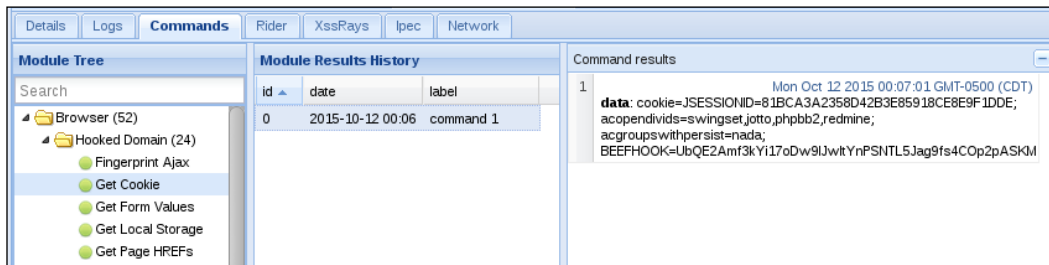 Details Logs Commands Rider XssRays Ipec Network
Module Tree
Search
Browser (52)
Hooked Domain (24)
Fingerprint Ajax
Get Cookie
Get Form Values
Get Local Storage
Get Page HREFs
Module Results History
id date label
0 2015-10-12 00:06 command 1
Command results
1 Mon Oct 12 2015 00:07:01 GMT-0500 (CDT)
data: cookie=JSESSIONID=81BCA3A2358D42B3E85918CE8E9F1DDE;
acopendivids=swingset,jotto,phpbb2,redmine;
acgroupswithpersist=nada;
BEEFHOOK=UbQE2Amf3kYi17oDw9IJwltYnPSNTL5Jag9fs4COp2pASKM